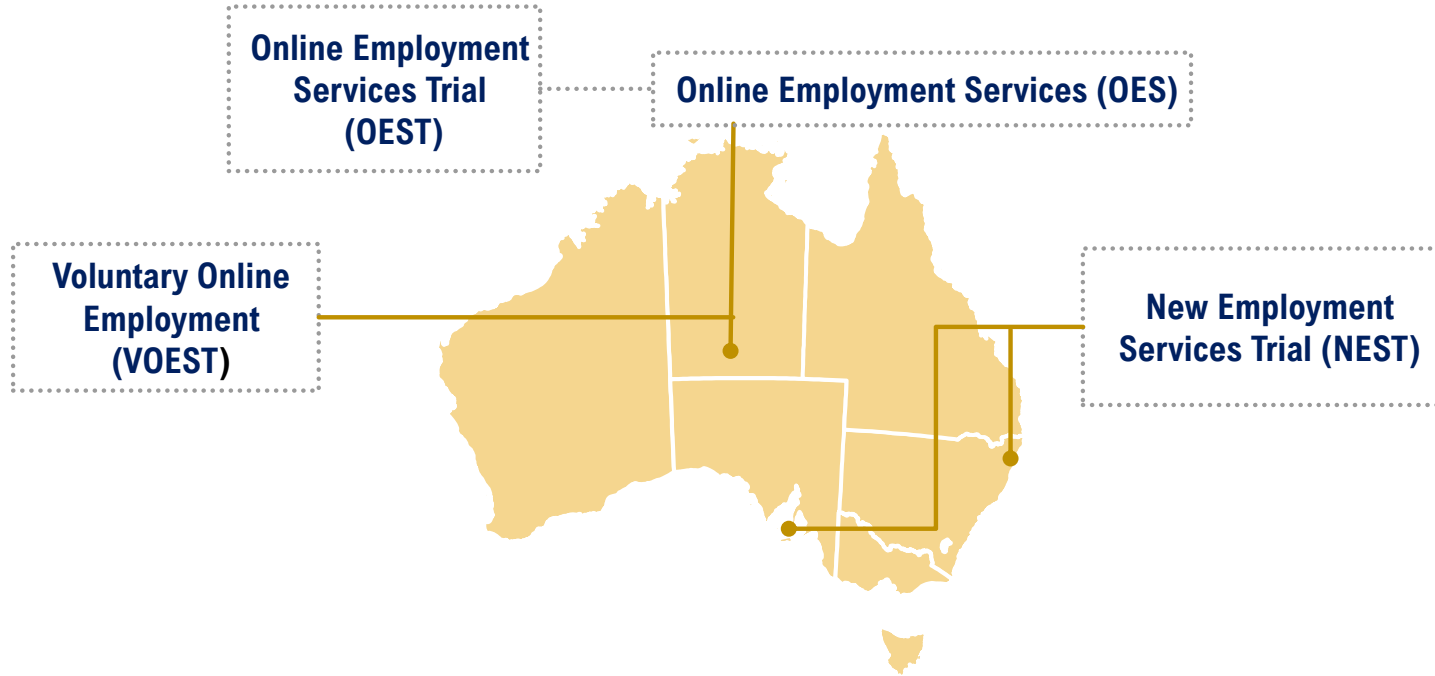 Online Employment
Services Trial
(OEST)
Online Employment Services (OES)
Voluntary Online
Employment
(VOEST)
New Employment
Services Trial (NEST)